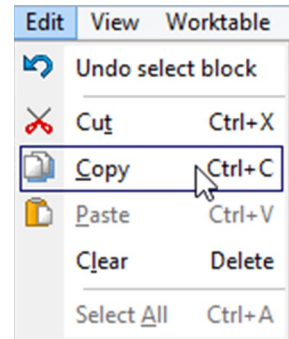 Edit View Worktable
Undo select block
Cut Ctrl+X
Copy Ctrl+C
Paste Ctrl+V
Clear Delete
Select All Ctrl+A